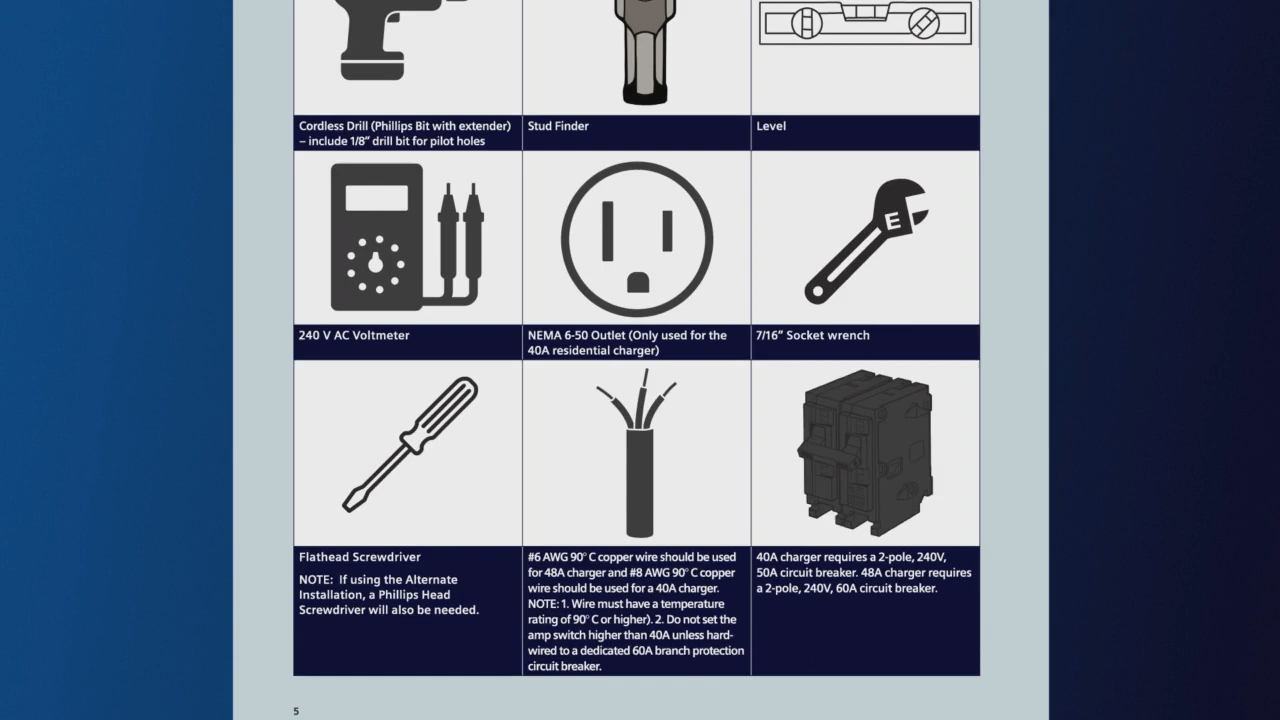 Cordless Drill (Phillips Bit with extender)
– include 1/8” drill bit for pilot holes
Stud Finder
Level
E
240 V AC Voltmeter
NEMA 6-50 Outlet (Only used for the
40A residential charger)
7/16” Socket wrench
Flathead Screwdriver
NOTE: If using the Alternate
Installation, a Phillips Head
Screwdriver will also be needed.
#6 AWG 90° C copper wire should be used
for 48A charger and #8 AWG 90° C copper
wire should be used for a 40A charger.
NOTE: 1. Wire must have a temperature
rating of 90° C or higher). 2. Do not set the
amp switch higher than 40A unless hard-
wired to a dedicated 60A branch protection
circuit breaker.
40A charger requires a 2-pole, 240V,
50A circuit breaker. 48A charger requires
a 2-pole, 240V, 60A circuit breaker.
5